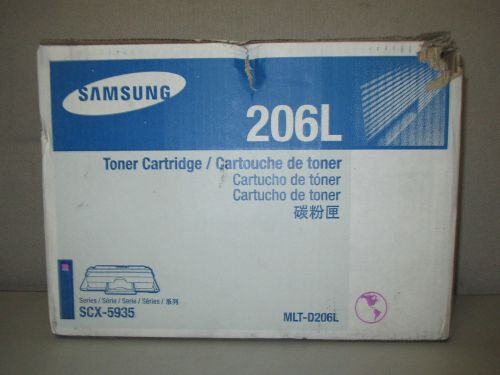 SAMSUNG
206L
Toner Cartridge / Cartouche de toner
Cartucho de tóner
Cartucho de toner
碳粉匣
Series / Série / Serie / Séries / 系列
SCX-5935
MLT-D206L